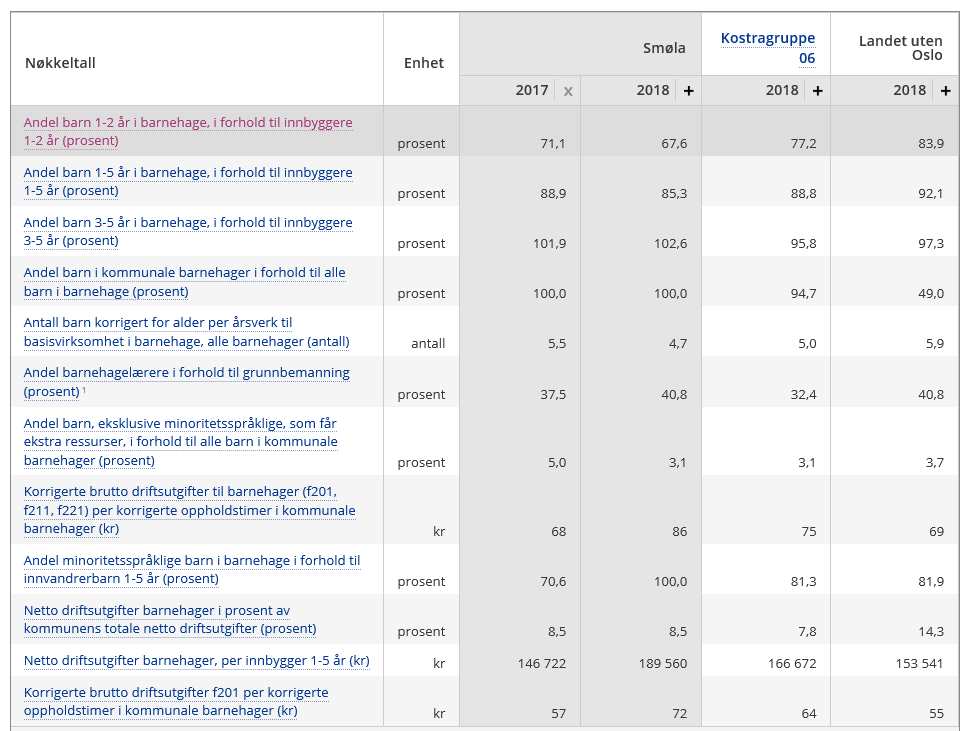 Nøkkeltall Enhet Smøla Kostragruppe 06 Landet uten Oslo
2017 x 2018 + 2018 + 2018 +
Andel barn 1-2 år i barnehage, i forhold til innbyggere
1-2 år (prosent) prosent 71,1 67,6 77,2 83,9
Andel barn 1-5 år i barnehage, i forhold til innbyggere
1-5 år (prosent) prosent 88,9 85,3 88,8 92,1
Andel barn 3-5 år i barnehage, i forhold til innbyggere
3-5 år (prosent) prosent 101,9 102,6 95,8 97,3
Andel barn i kommunale barnehager i forhold til alle
barn i barnehage (prosent) prosent 100,0 100,0 94,7 49,0
Antall barn korrigert for alder per årsverk til
basisvirksomhet i barnehage, alle barnehager (antall) antall 5,5 4,7 5,0 5,9
Andel barnehagelærere i forhold til grunnbemanning
(prosent) ¹ prosent 37,5 40,8 32,4 40,8
Andel barn, eksklusive minoritetsspråklige, som får
ekstra ressurser, i forhold til alle barn i kommunale
barnehager (prosent) prosent 5,0 3,1 3,1 3,7
Korrigerte brutto driftsutgifter til barnehager (f201,
f211, f221) per korrigerte oppholdstimer i kommunale
barnehager (kr) kr 68 86 75 69
Andel minoritetsspråklige barn i barnehage i forhold til
innvandrerbarn 1-5 år (prosent) prosent 70,6 100,0 81,3 81,9
Netto driftsutgifter barnehager i prosent av
kommunens totale netto driftsutgifter (prosent) prosent 8,5 8,5 7,8 14,3
Netto driftsutgifter barnehager, per innbygger 1-5 år (kr) kr 146 722 189 560 166 672 153 541
Korrigerte brutto driftsutgifter f201 per korrigerte
oppholdstimer i kommunale barnehager (kr) kr 57 72 64 55